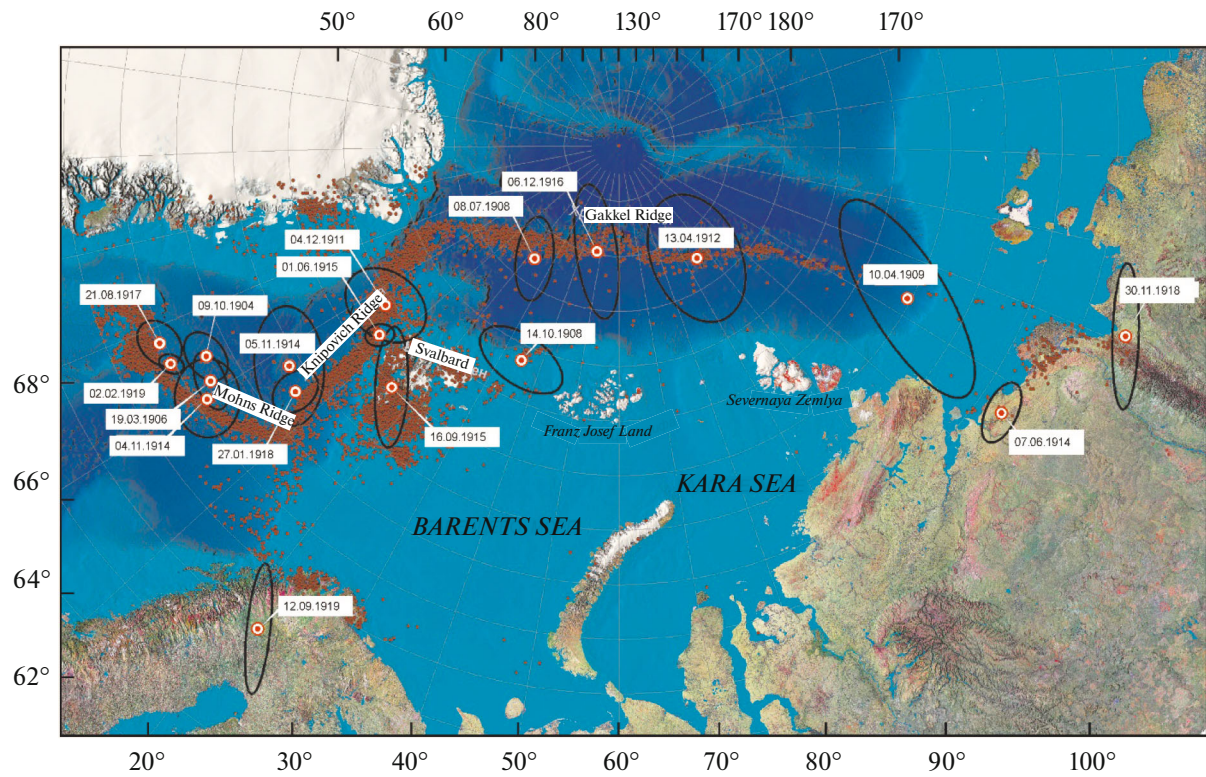 50° 60° 80° 130° 170° 180° 170°
06.12.1916
08.07.1908
Gakkel Ridge
04.12.1911
13.04.1912
01.06.1915
10.04.1909
21.08.1917
09.10.1904
30.11.1918
05.11.1914
Knipovich Ridge
14.10.1908
Svalbard
68°
02.02.1919
Mohns Ridge
Severnaya Zemlya
19.03.1906
Franz Josef Land
04.11.1914
16.09.1915
07.06.1914
27.01.1918
66°
KARA SEA
BARENTS SEA
64°
62°
12.09.1919
20° 30° 40° 50° 60° 70° 80° 90° 100°